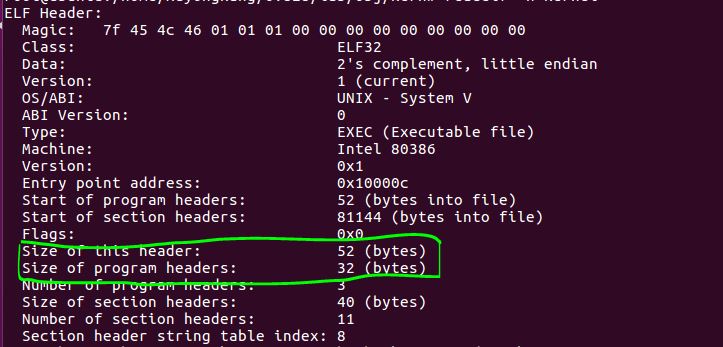 ELF Header:
Magic: 7f 45 4c 46 01 01 01 00 00 00 00 00 00 00 00 00
Class: ELF32
Data: 2's complement, little endian
Version: 1 (current)
OS/ABI: UNIX - System V
ABI Version: 0
Type: EXEC (Executable file)
Machine: Intel 80386
Version: 0x1
Entry point address: 0x10000c
Start of program headers: 52 (bytes into file)
Start of section headers: 81144 (bytes into file)
Flags: 0x0
Size of this header: 52 (bytes)
Size of program headers: 32 (bytes)
Number of program headers: 3
Size of section headers: 40 (bytes)
Number of section headers: 11
Section header string table index: 8